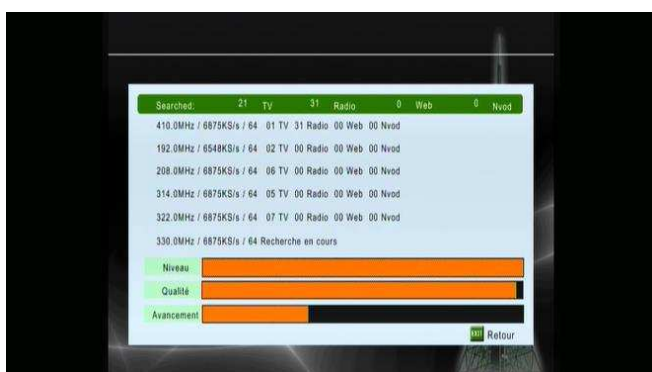 Searched: 21 TV 31 Radio 0 Web 0 Nvod
410.0MHz / 6875KS/s / 64 01 TV 31 Radio 00 Web 00 Nvod
192.0MHz / 6548KS/s / 64 02 TV 00 Radio 00 Web 00 Nvod
208.0MHz / 6875KS/s / 64 06 TV 00 Radio 00 Web 00 Nvod
314.0MHz / 6875KS/s / 64 05 TV 00 Radio 00 Web 00 Nvod
322.0MHz / 6875KS/s / 64 07 TV 00 Radio 00 Web 00 Nvod
330.0MHz / 6875KS/s / 64 Recherche en cours
Niveau
Qualité
Avancement
EXIT Retour